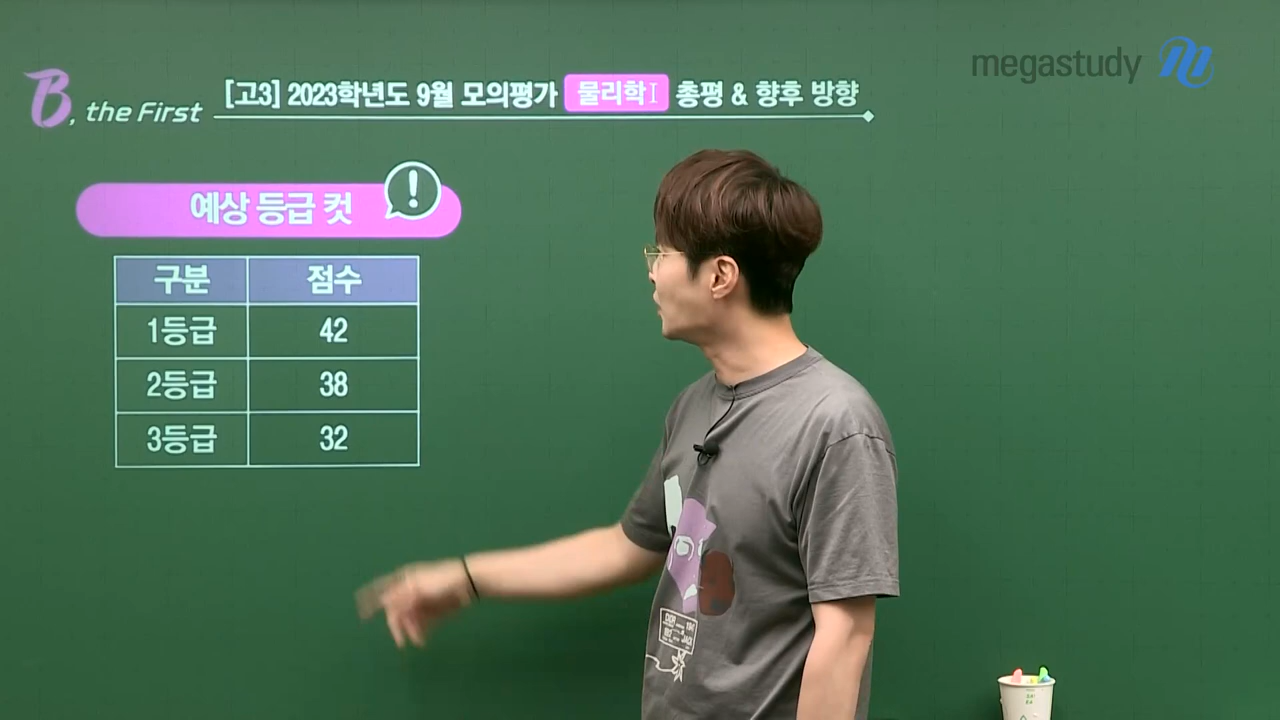 megastudy
B, the First
[고3] 2023학년도 9월 모의평가 물리학I 총평 & 향후 방향
예상 등급 컷
!
구분 점수
1등급 42
2등급 38
3등급 32